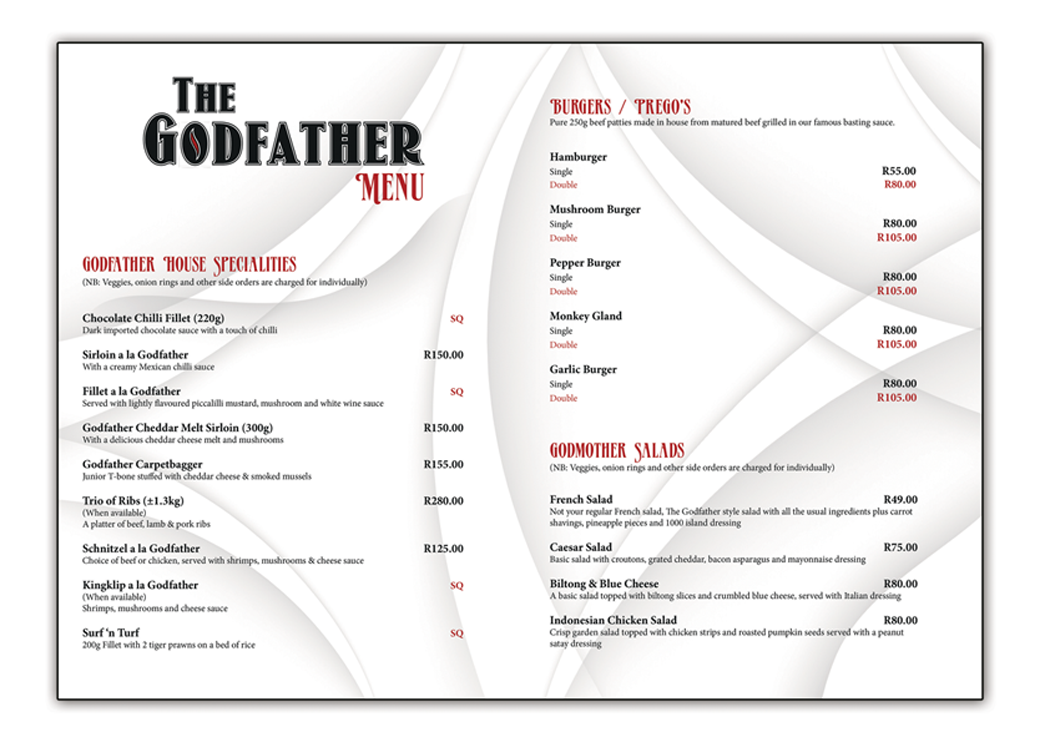 THE
GODFATHER
MENU
GODFATHER HOUSE SPECIALITIES
(NB: Veggies, onion rings and other side orders are charged for individually)
Chocolate Chilli Fillet (220g) SQ
Dark imported chocolate sauce with a touch of chilli
Sirloin a la Godfather R150.00
With a creamy Mexican chilli sauce
Fillet a la Godfather SQ
Served with lightly flavoured piccalilli mustard, mushroom and white wine sauce
Godfather Cheddar Melt Sirloin (300g) R150.00
With a delicious cheddar cheese melt and mushrooms
Godfather Carpetbagger R155.00
Junior T-bone stuffed with cheddar cheese & smoked mussels
Trio of Ribs (±1.3kg) R280.00
(When available)
A platter of beef, lamb & pork ribs
Schnitzel a la Godfather R125.00
Choice of beef or chicken, served with shrimps, mushrooms & cheese sauce
Kingklip a la Godfather SQ
(When available)
Shrimps, mushrooms and cheese sauce
Surf ‘n Turf SQ
200g Fillet with 2 tiger prawns on a bed of rice
BURGERS / PREGO'S
Pure 250g beef patties made in house from matured beef grilled in our famous basting sauce.
Hamburger
Single R55.00
Double R80.00
Mushroom Burger
Single R80.00
Double R105.00
Pepper Burger
Single R80.00
Double R105.00
Monkey Gland
Single R80.00
Double R105.00
Garlic Burger
Single R80.00
Double R105.00
GODMOTHER SALADS
(NB: Veggies, onion rings and other side orders are charged for individually)
French Salad R49.00
Not your regular French salad, The Godfather style salad with all the usual ingredients plus carrot
shavings, pineapple pieces and 1000 island dressing
Caesar Salad R75.00
Basic salad with croutons, grated cheddar, bacon asparagus and mayonnaise dressing
Biltong & Blue Cheese R80.00
A basic salad topped with biltong slices and crumbled blue cheese, served with Italian dressing
Indonesian Chicken Salad R80.00
Crisp garden salad topped with chicken strips and roasted pumpkin seeds served with a peanut
satay dressing